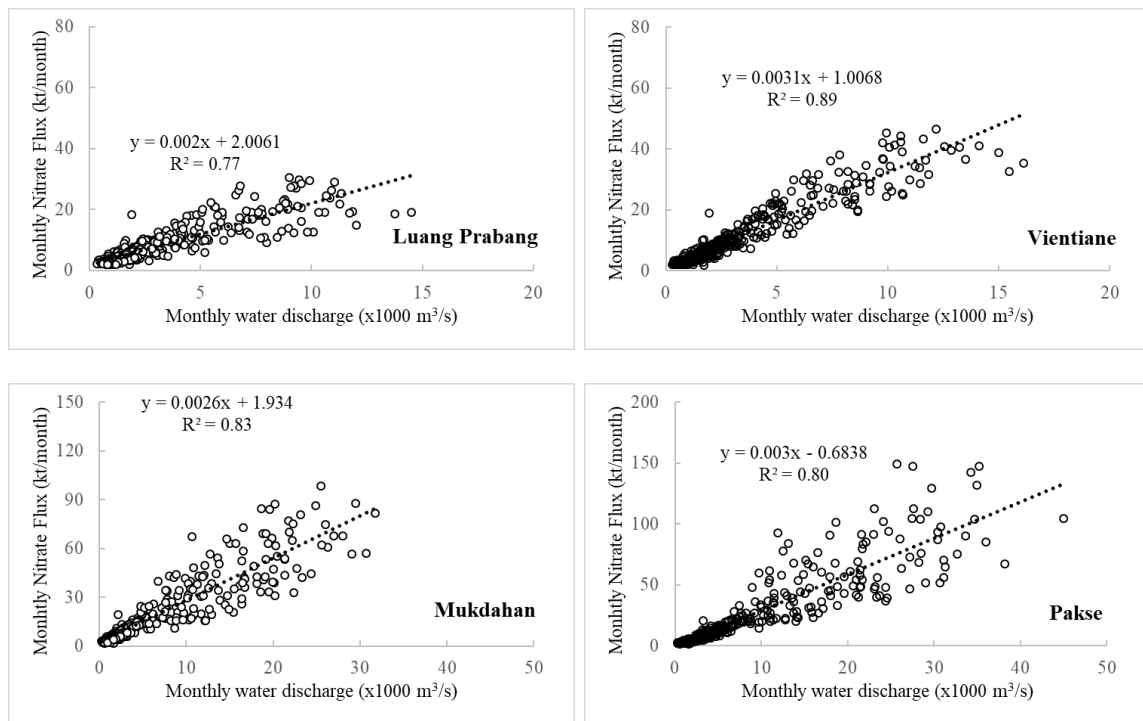 Monhtly Nitrate Flux (kt/month)
80
60
40
20
0
y = 0.002x + 2.0061
R² = 0.77
Luang Prabang
0 5 10 15 20
Monthly water discharge (x1000 m³/s)
Monhtly Nitrate Flux (kt/month)
80
60
40
20
0
y = 0.0031x + 1.0068
R² = 0.89
Vientiane
0 5 10 15 20
Monthly water discharge (x1000 m³/s)
Monhtly Nitrate Flux (kt/month)
150
120
90
60
30
0
y = 0.0026x + 1.934
R² = 0.83
Mukdahan
0 10 20 30 40 50
Monthly water discharge (x1000 m³/s)
Monhtly Nitrate Flux (kt/month)
200
150
100
50
0
y = 0.003x - 0.6838
R² = 0.80
Pakse
0 10 20 30 40 50
Monthly water discharge (x1000 m³/s)